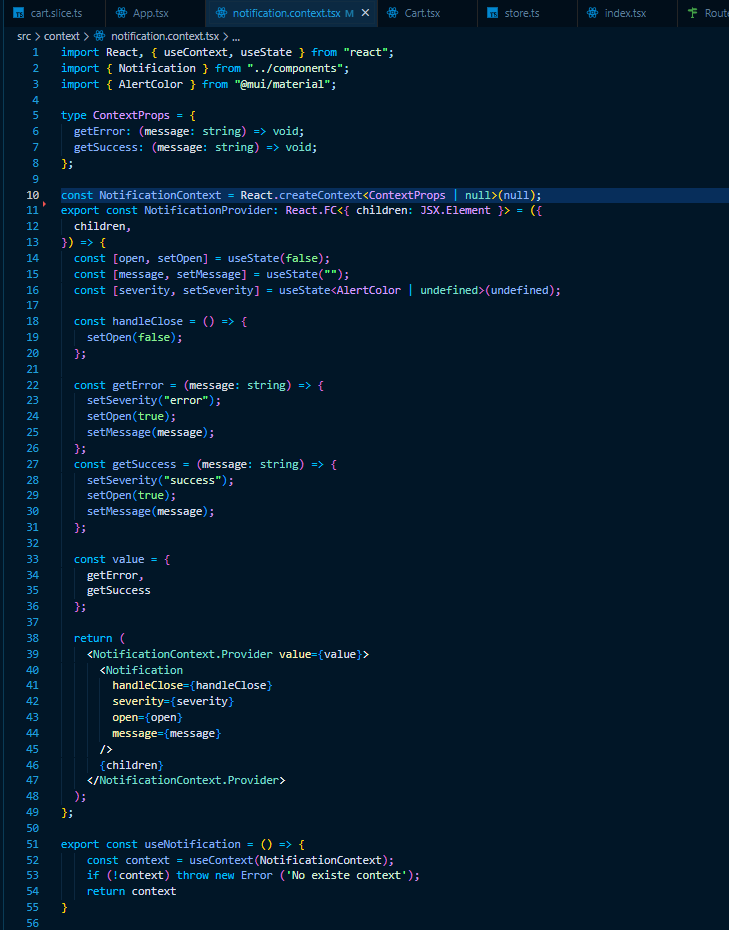 cart.slice.ts App.tsx notification.context.tsx M × Cart.tsx store.ts index.tsx Route
src > context > notification.context.tsx > ...
1 import React, { useContext, useState } from "react";
2 import { Notification } from "../components";
3 import { AlertColor } from "@mui/material";
4
5 type ContextProps = {
6   getError: (message: string) => void;
7   getSuccess: (message: string) => void;
8 };
9
10 const NotificationContext = React.createContext<ContextProps | null>(null);
11 export const NotificationProvider: React.FC<{ children: JSX.Element }> = ({
12   children,
13 }) => {
14   const [open, setOpen] = useState(false);
15   const [message, setMessage] = useState("");
16   const [severity, setSeverity] = useState<AlertColor | undefined>(undefined);
17
18   const handleClose = () => {
19     setOpen(false);
20   };
21
22   const getError = (message: string) => {
23     setSeverity("error");
24     setOpen(true);
25     setMessage(message);
26   };
27   const getSuccess = (message: string) => {
28     setSeverity("success");
29     setOpen(true);
30     setMessage(message);
31   };
32
33   const value = {
34     getError,
35     getSuccess
36   };
37
38   return (
39     <NotificationContext.Provider value={value}>
40       <Notification
41         handleClose={handleClose}
42         severity={severity}
43         open={open}
44         message={message}
45       />
46       {children}
47     </NotificationContext.Provider>
48   );
49 };
50
51 export const useNotification = () => {
52     const context = useContext(NotificationContext);
53     if (!context) throw new Error ('No existe context');
54     return context
55 }
56